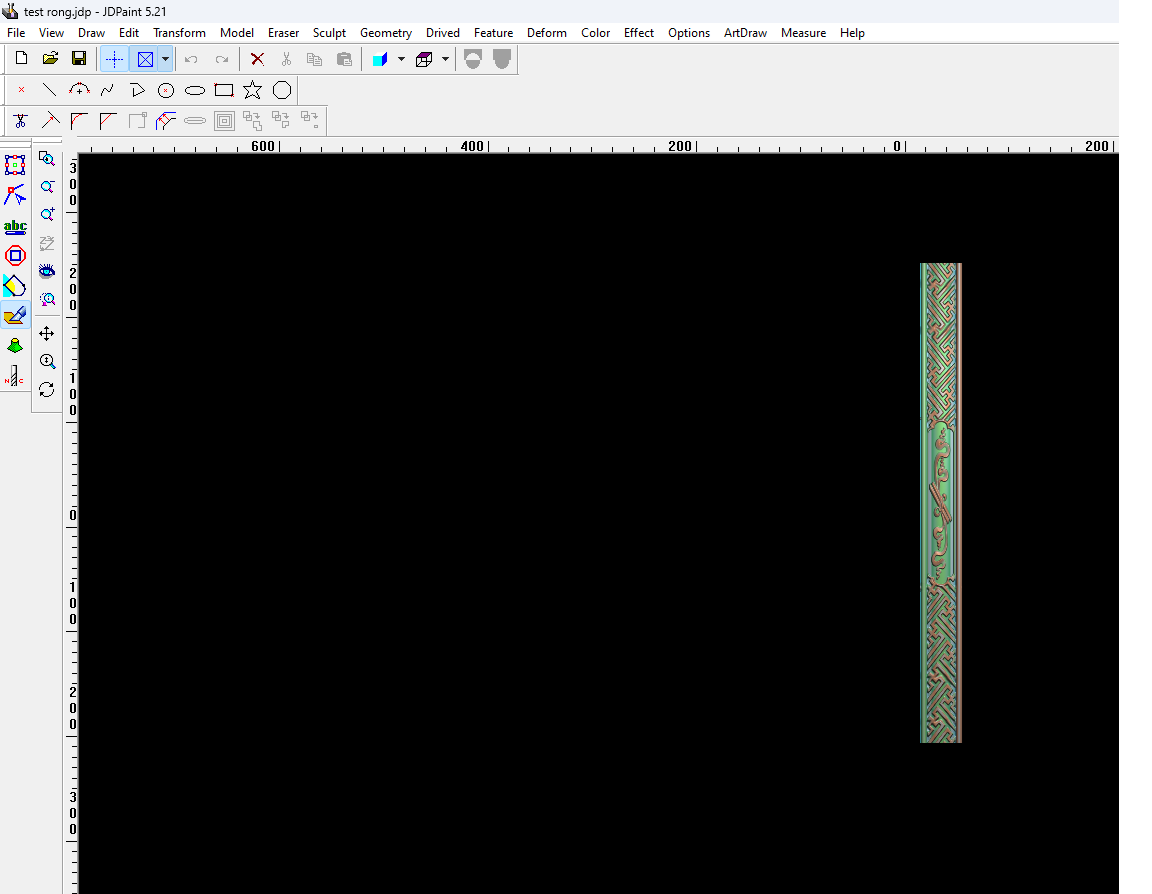 test rong.jdp - JDPaint 5.21
File View Draw Edit Transform Model Eraser Sculpt Geometry Drived Feature Deform Color Effect Options ArtDraw Measure Help
600 400 200 0 200
abc
N C
300
200
100
0
100
200
300